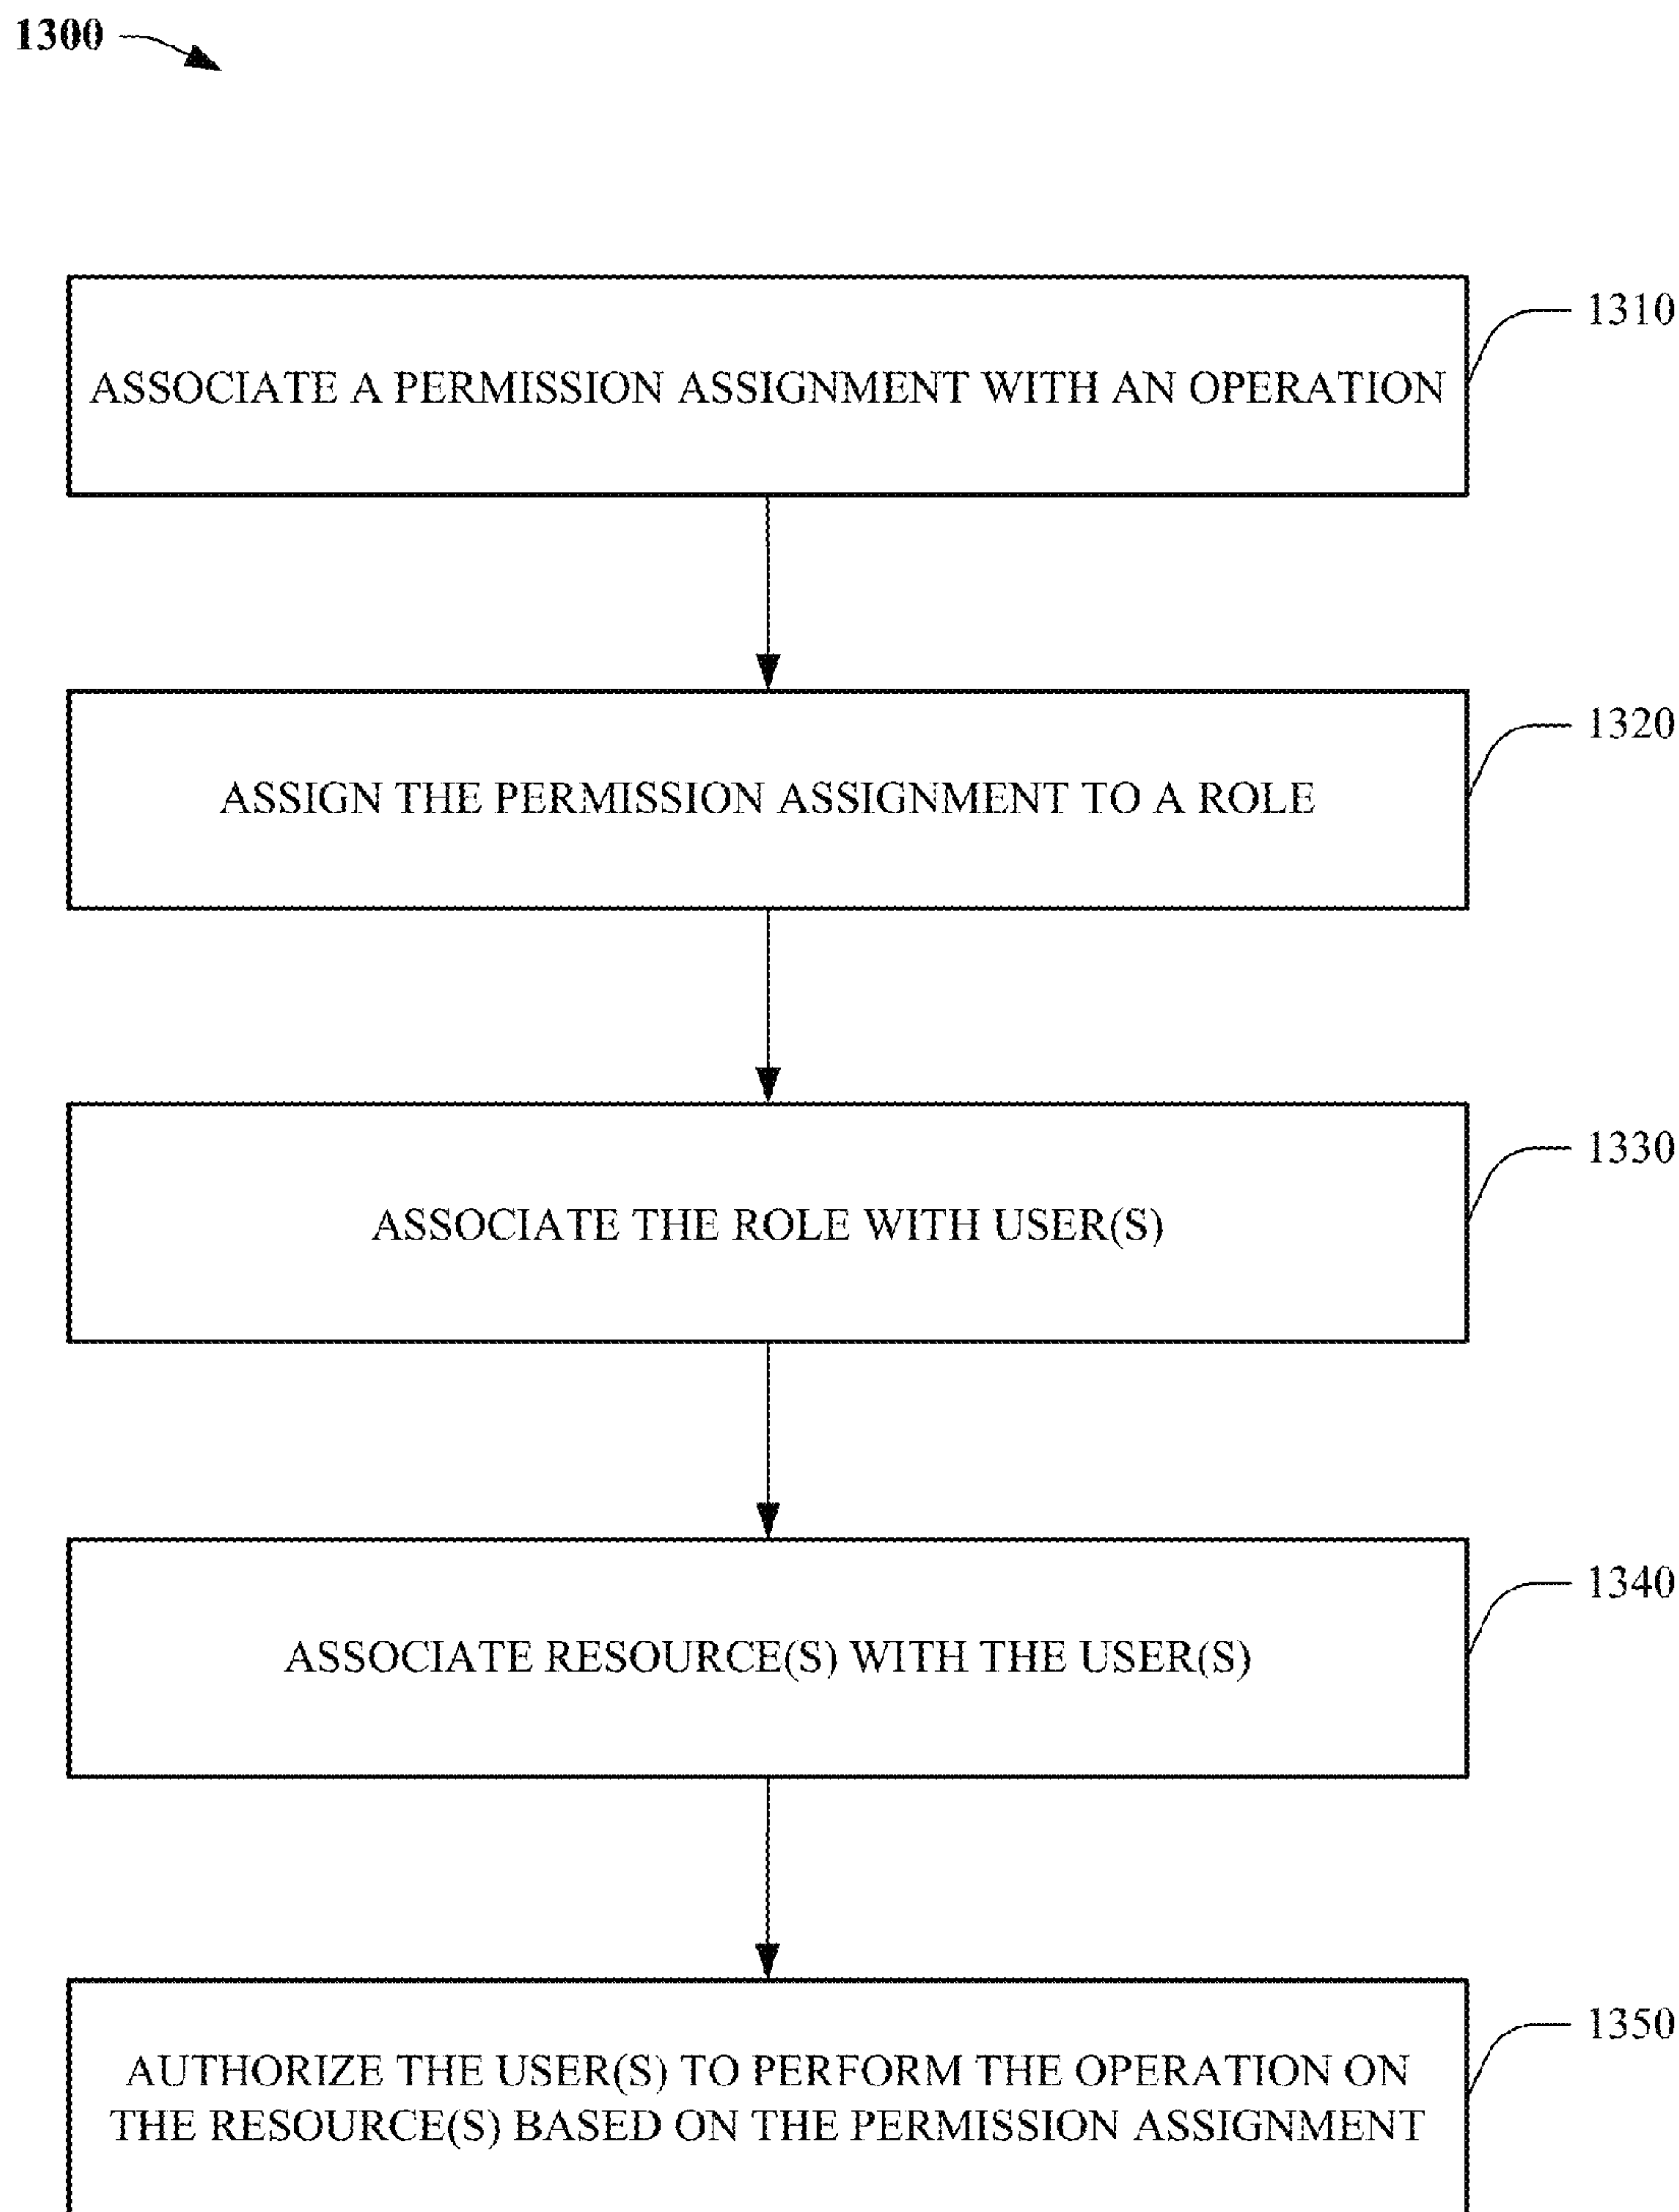 1300
1310
ASSOCIATE A PERMISSION ASSIGNMENT WITH AN OPERATION
1320
ASSIGN THE PERMISSION ASSIGNMENT TO A ROLE
1330
ASSOCIATE THE ROLE WITH USER(S)
1340
ASSOCIATE RESOURCE(S) WITH THE USER(S)
1350
AUTHORIZE THE USER(S) TO PERFORM THE OPERATION ON
THE RESOURCE(S) BASED ON THE PERMISSION ASSIGNMENT